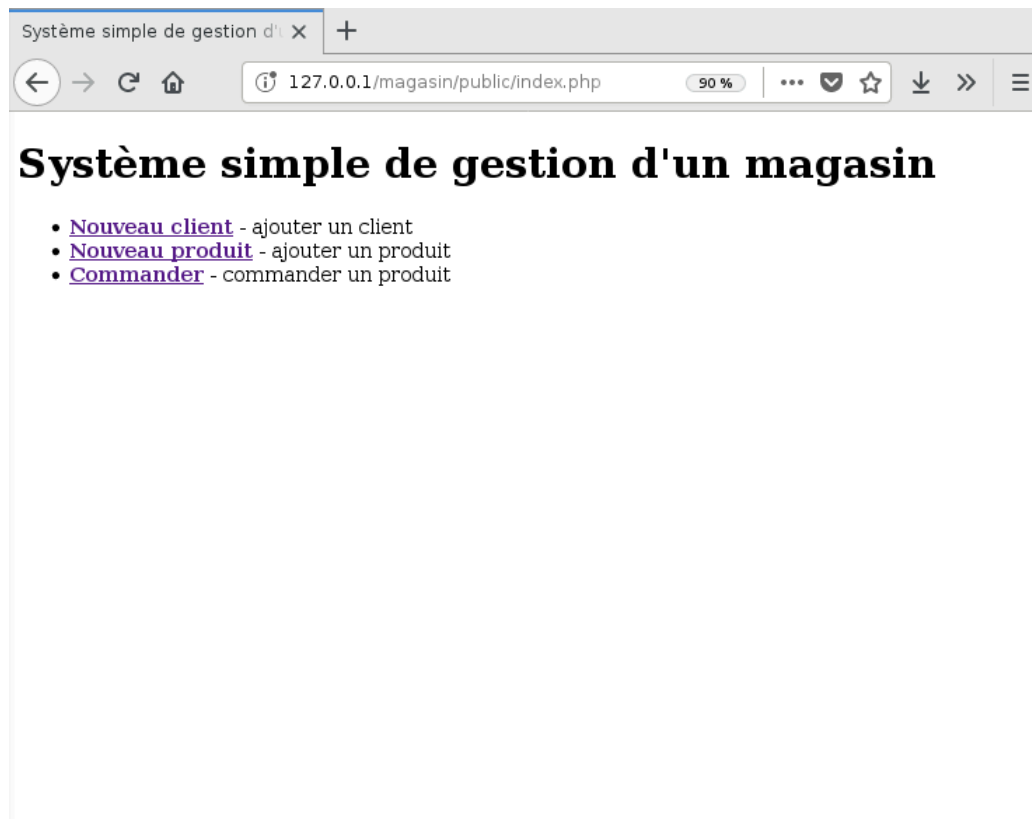 Système simple de gestion d'u
127.0.0.1/magasin/public/index.php 90 %
Système simple de gestion d'un magasin
• Nouveau client - ajouter un client
• Nouveau produit - ajouter un produit
• Commander - commander un produit